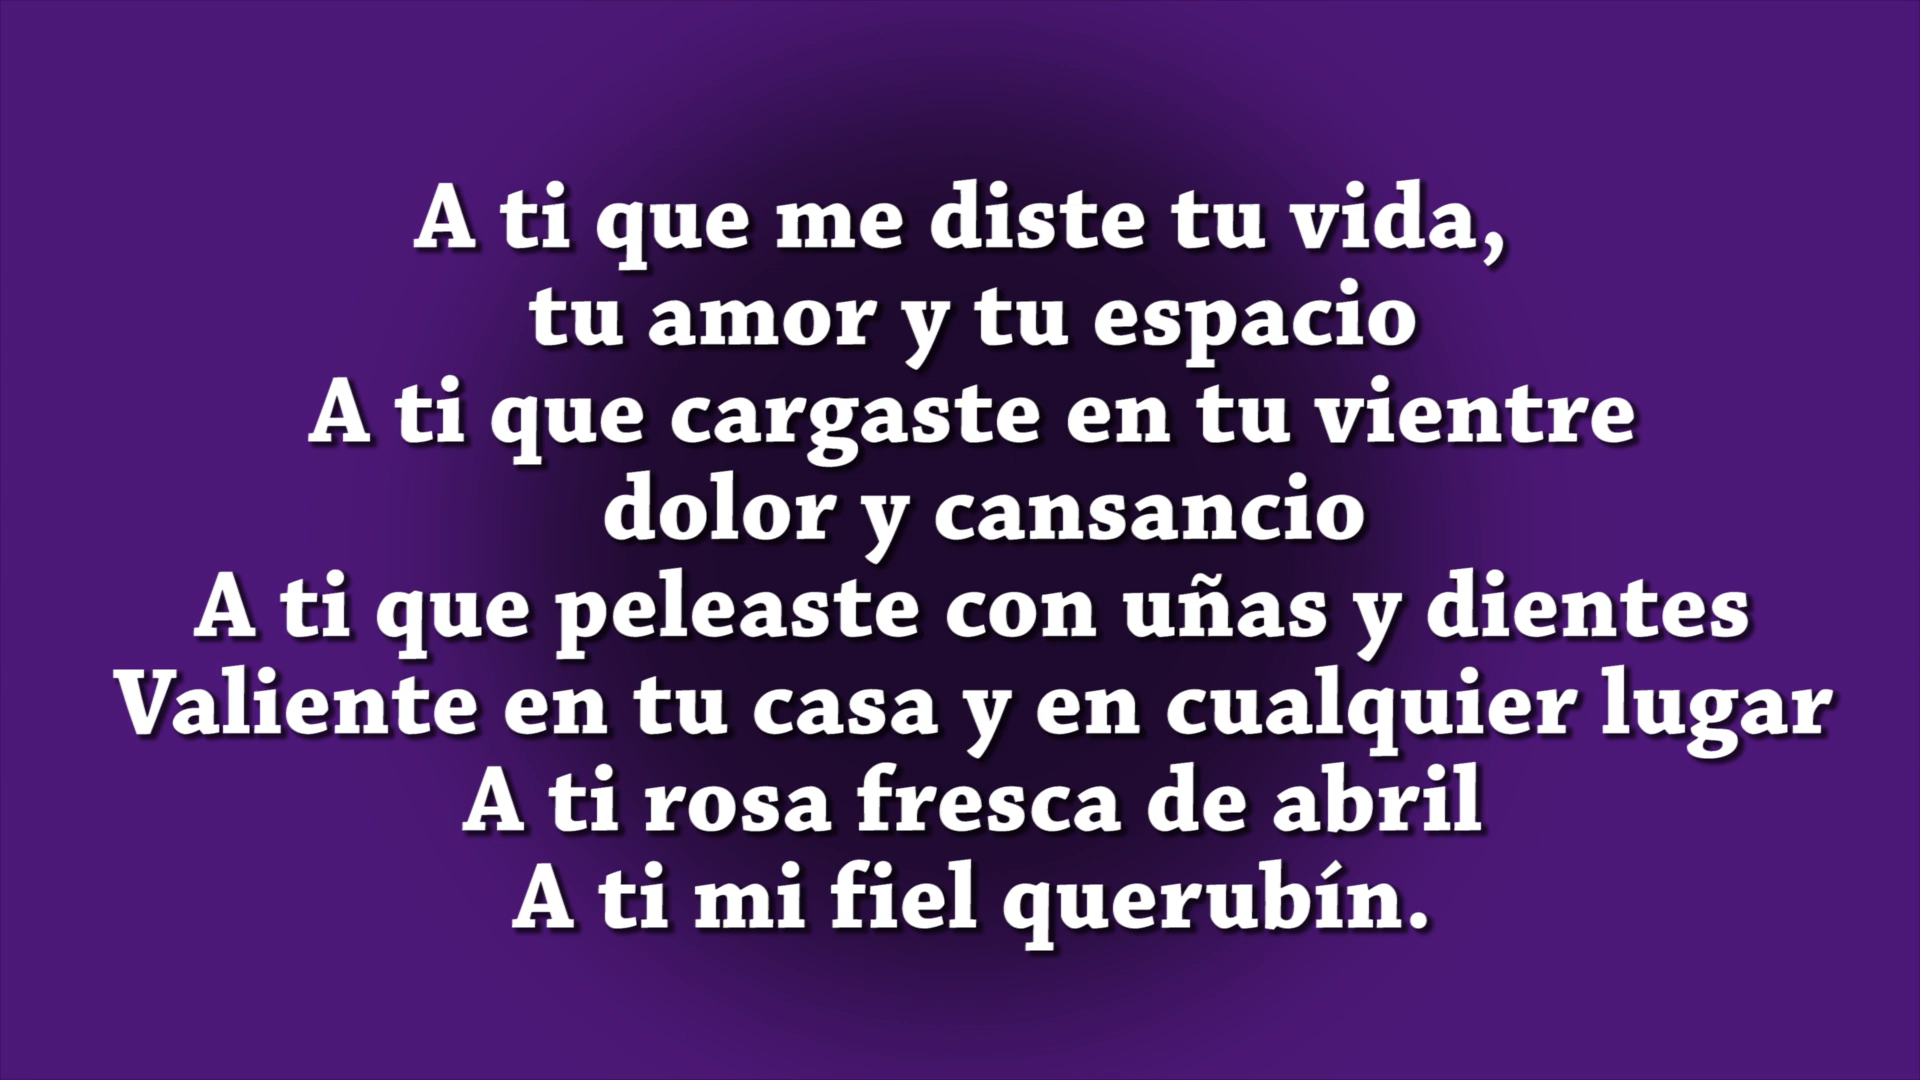 A ti que me diste tu vida,
tu amor y tu espacio
A ti que cargaste en tu vientre
dolor y cansancio
A ti que peleaste con uñas y dientes
Valiente en tu casa y en cualquier lugar
A ti rosa fresca de abril
A ti mi fiel querubín.